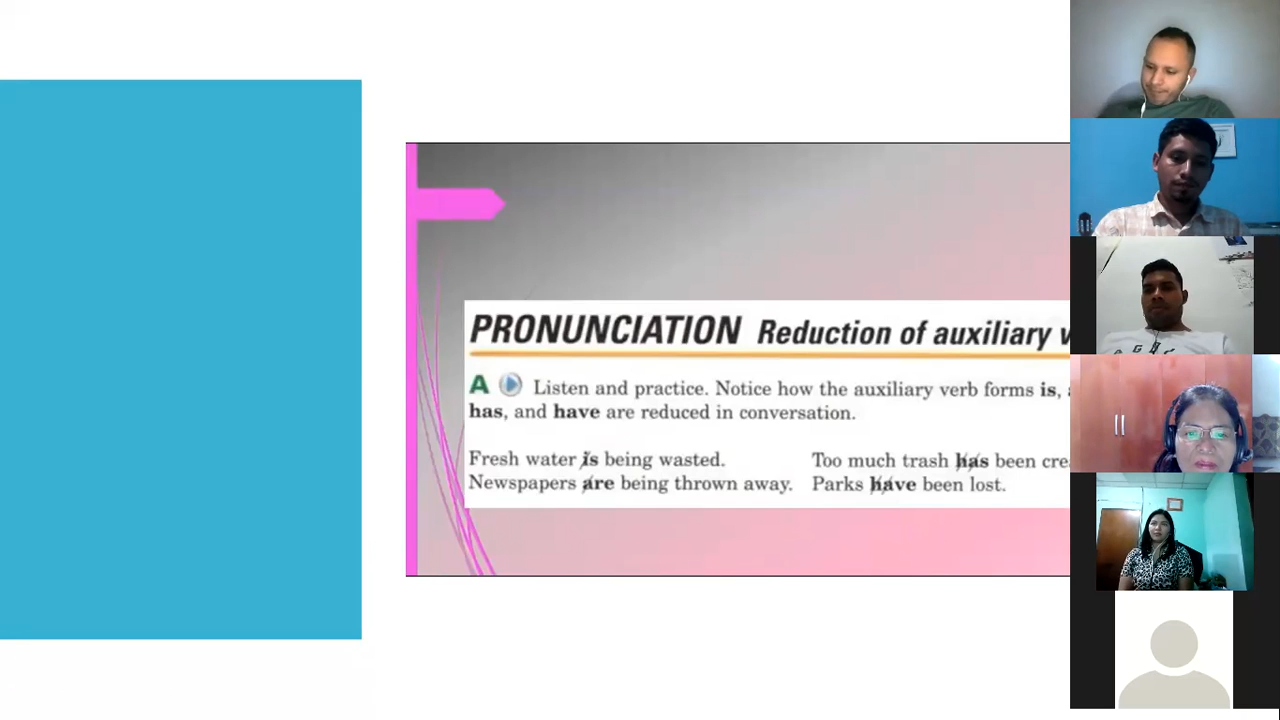 PRONUNCIATION Reduction of auxiliary
A Listen and practice. Notice how the auxiliary verb forms is,
has, and have are reduced in conversation.
Fresh water is being wasted. Too much trash has been cre
Newspapers are being thrown away. Parks have been lost.